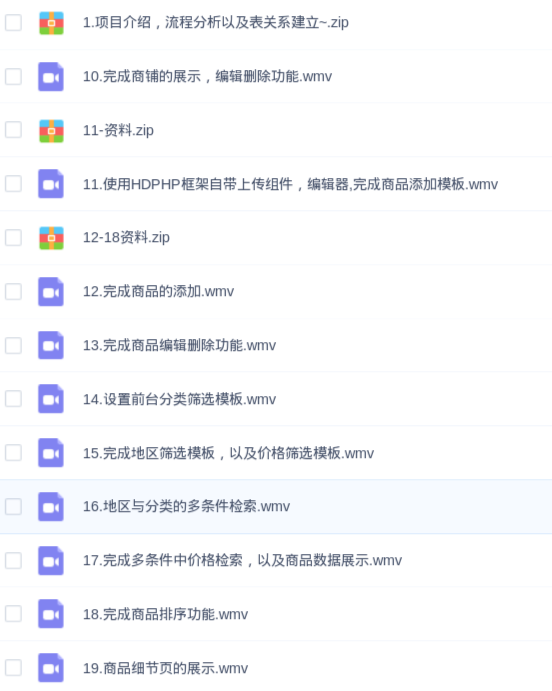 1.项目介绍，流程分析以及表关系建立~.zip
10.完成商铺的展示，编辑删除功能.wmv
11-资料.zip
11.使用HDPHP框架自带上传组件，编辑器,完成商品添加模板.wmv
12-18资料.zip
12.完成商品的添加.wmv
13.完成商品编辑删除功能.wmv
14.设置前台分类筛选模板.wmv
15.完成地区筛选模板，以及价格筛选模板.wmv
16.地区与分类的多条件检索.wmv
17.完成多条件中价格检索，以及商品数据展示.wmv
18.完成商品排序功能.wmv
19.商品细节页的展示.wmv